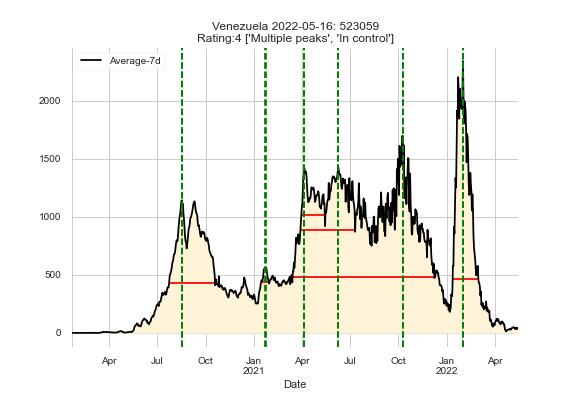 Venezuela 2022-05-16: 523059
Rating:4 ['Multiple peaks', 'In control']
Average-7d
2000
1500
1000
500
0
Apr
Jul
Oct
Jan
2021
Apr
Jul
Oct
Jan
2022
Apr
Date